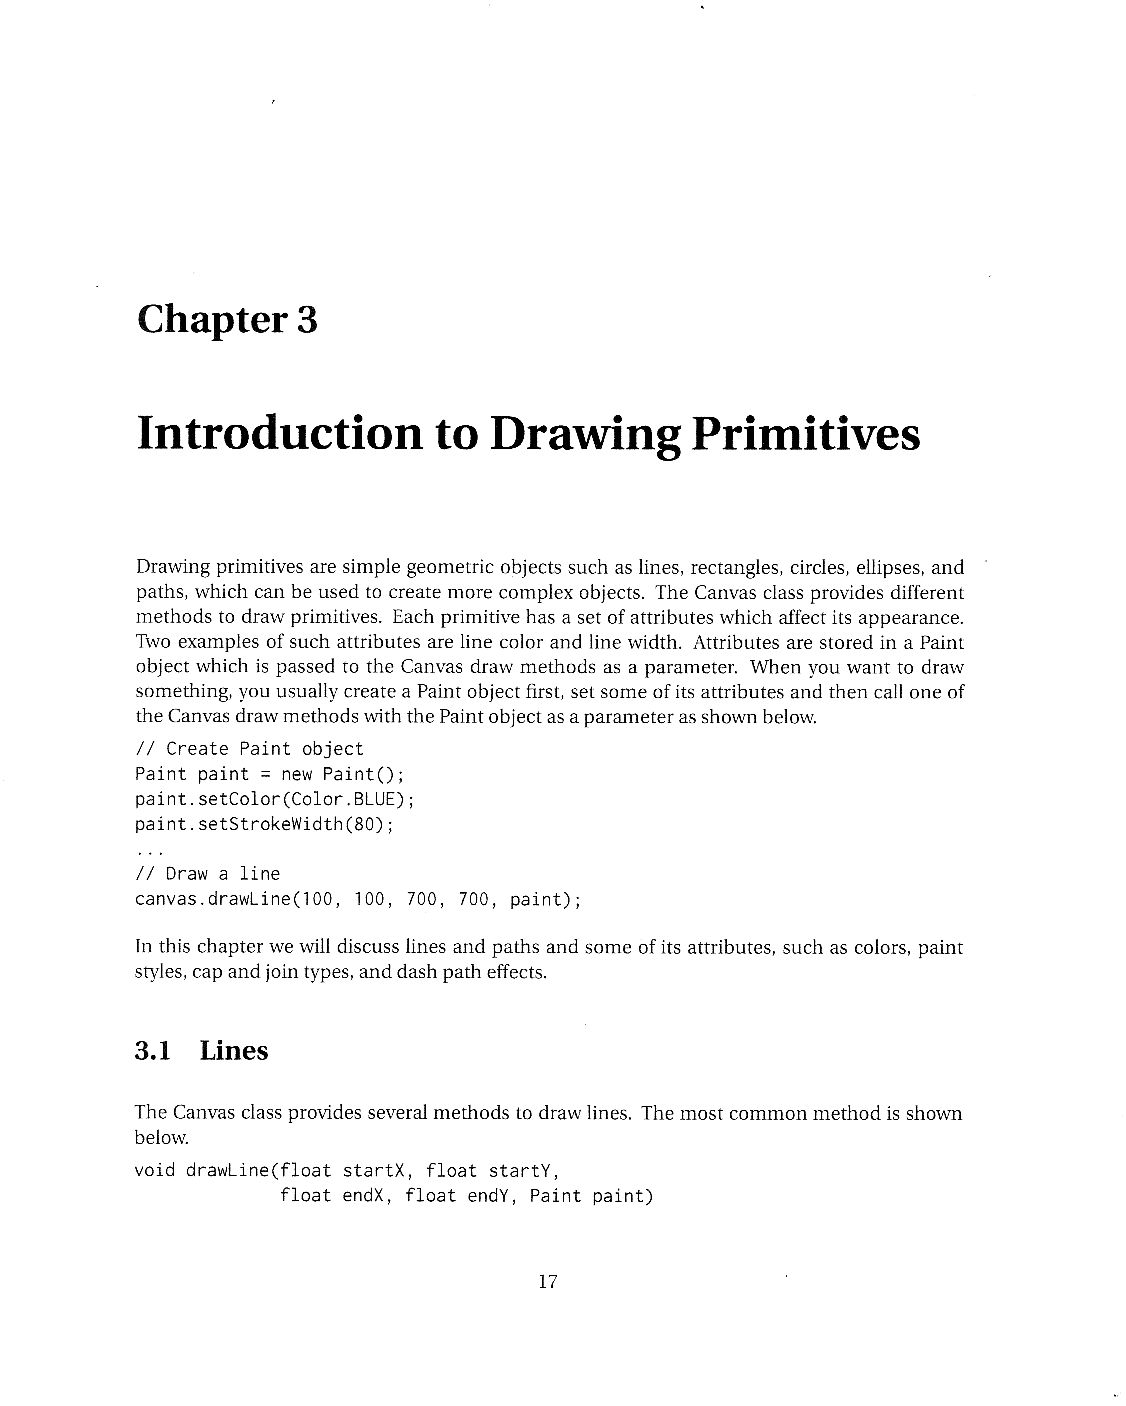 Chapter 3
Introduction to Drawing Primitives
Drawing primitives are simple geometric objects such as lines, rectangles, circles, ellipses, and
paths, which can be used to create more complex objects. The Canvas class provides different
methods to draw primitives. Each primitive has a set of attributes which affect its appearance.
Two examples of such attributes are line color and line width. Attributes are stored in a Paint
object which is passed to the Canvas draw methods as a parameter. When you want to draw
something, you usually create a Paint object first, set some of its attributes and then call one of
the Canvas draw methods with the Paint object as a parameter as shown below.
// Create Paint object
Paint paint = new Paint();
paint.setColor(Color.BLUE);
paint.setStrokeWidth(80);
...
// Draw a line
canvas.drawLine(100, 100, 700, 700, paint);
In this chapter we will discuss lines and paths and some of its attributes, such as colors, paint
styles, cap and join types, and dash path effects.
3.1 Lines
The Canvas class provides several methods to draw lines. The most common method is shown
below.
void drawLine(float startX, float startY,
float endX, float endY, Paint paint)
17